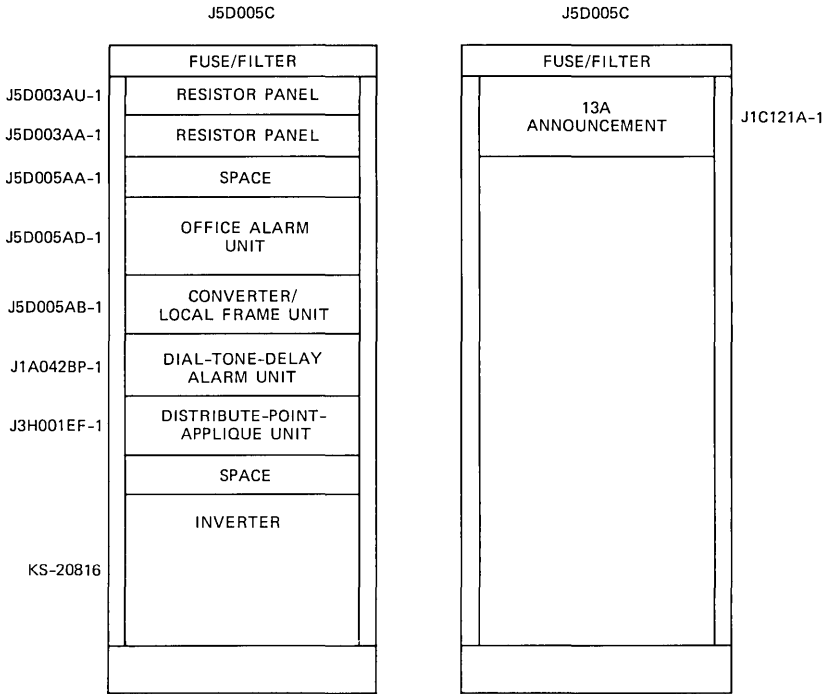 J5D005C
FUSE/FILTER
J5D003AU-1
RESISTOR PANEL
J5D003AA-1
RESISTOR PANEL
J5D005AA-1
SPACE
J5D005AD-1
OFFICE ALARM
UNIT
J5D005AB-1
CONVERTER/
LOCAL FRAME UNIT
J1A042BP-1
DIAL-TONE-DELAY
ALARM UNIT
J3H001EF-1
DISTRIBUTE-POINT-
APPLIQUE UNIT
SPACE
INVERTER
KS-20816
J5D005C
FUSE/FILTER
13A
ANNOUNCEMENT
J1C121A-1